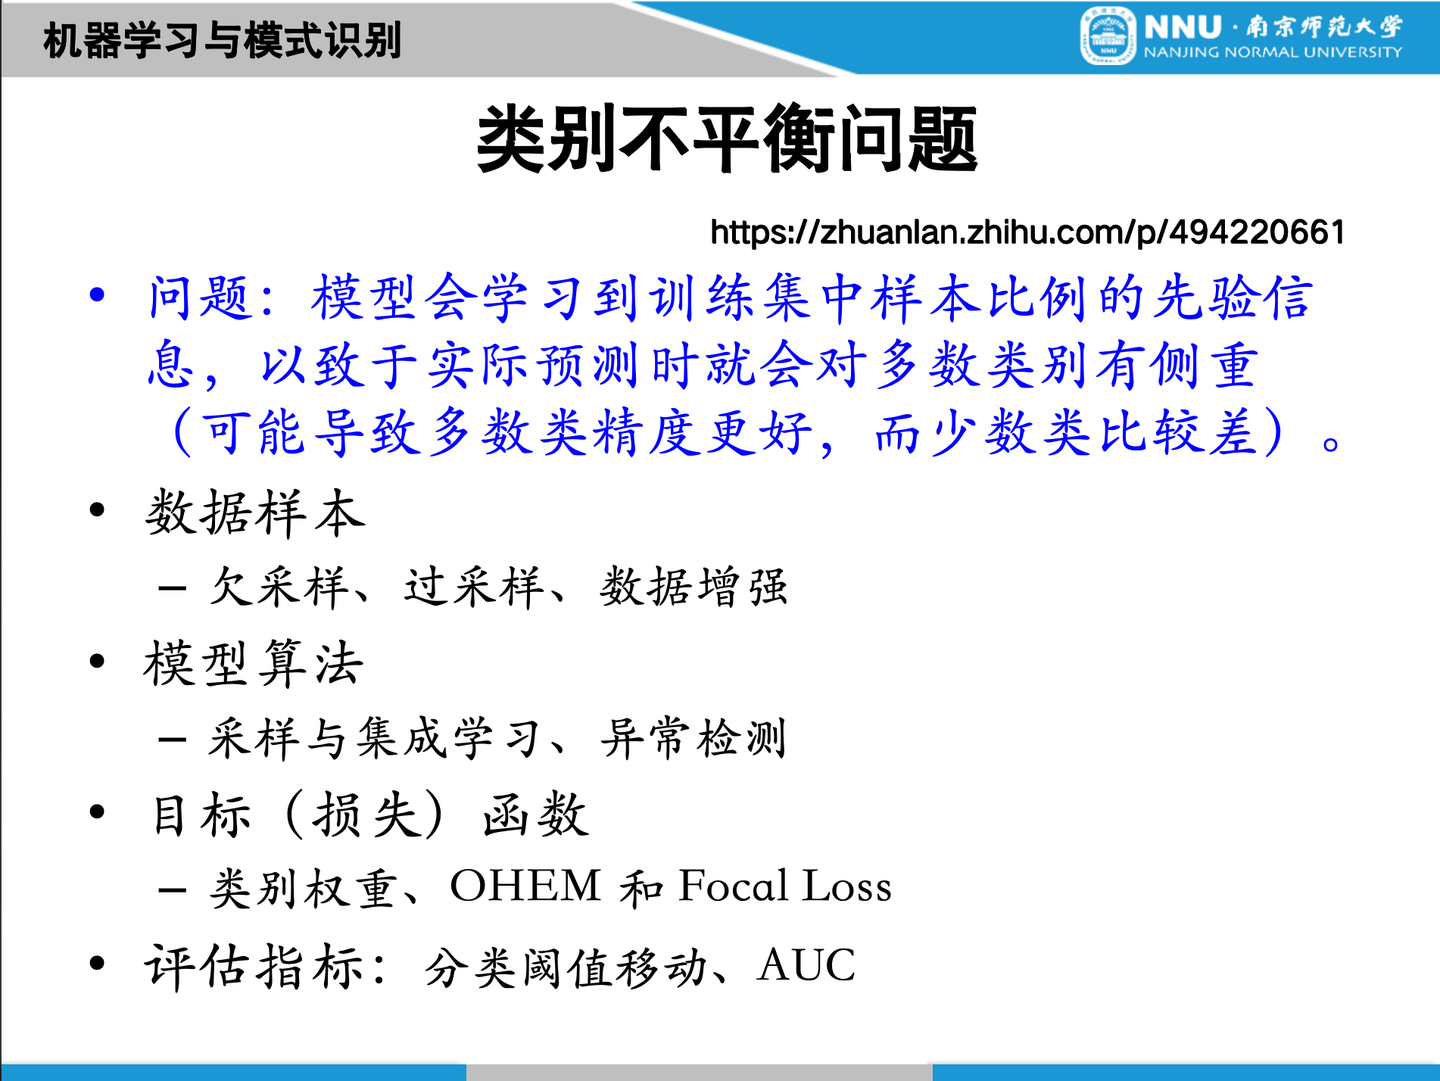 机器学习与模式识别
NNU·南京师范大学
NANJING NORMAL UNIVERSITY
类别不平衡问题
https://zhuanlan.zhihu.com/p/494220661
• 问题：模型会学习到训练集中样本比例的先验信
息，以致于实际预测时就会对多数类别有侧重
（可能导致多数类精度更好，而少数类比较差）。
• 数据样本
– 欠采样、过采样、数据增强
• 模型算法
– 采样与集成学习、异常检测
• 目标（损失）函数
– 类别权重、OHEM 和 Focal Loss
• 评估指标：分类阈值移动、AUC